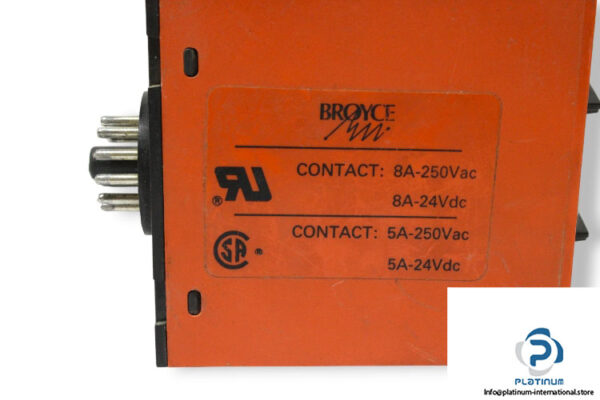 BROYCE
CONTACT: 8A-250Vac
8A-24Vdc
CONTACT: 5A-250Vac
5A-24Vdc
PLATINUM
Info@platinum-international.store